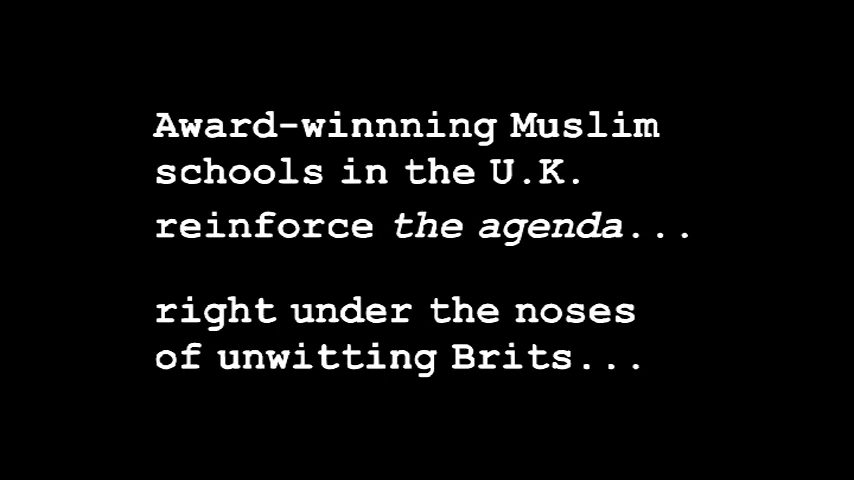 Award-winnning Muslim
schools in the U.K.
reinforce the agenda...
right under the noses
of unwitting Brits...